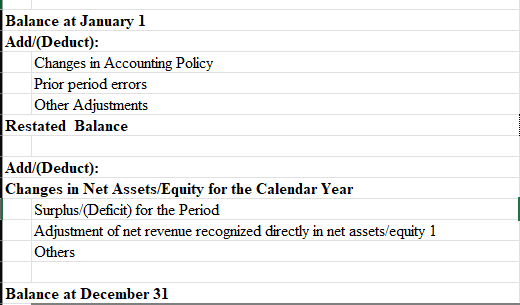 Balance at January 1
Add/(Deduct):
Changes in Accounting Policy
Prior period errors
Other Adjustments
Restated Balance
Add/(Deduct):
Changes in Net Assets/Equity for the Calendar Year
Surplus/(Deficit) for the Period
Adjustment of net revenue recognized directly in net assets/equity 1
Others
Balance at December 31